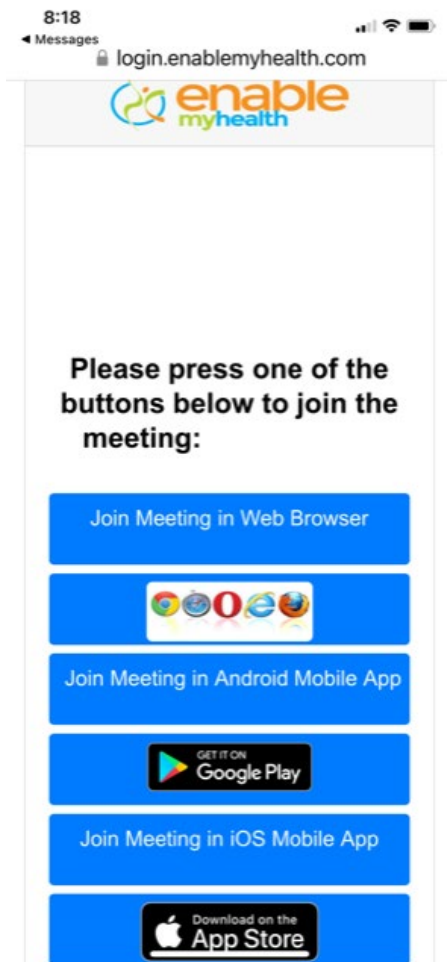 8:18
Messages
login.enablemyhealth.com
enable
myhealth
Please press one of the
buttons below to join the
meeting:
Join Meeting in Web Browser
Join Meeting in Android Mobile App
GET IT ON
Google Play
Join Meeting in iOS Mobile App
Download on the
App Store